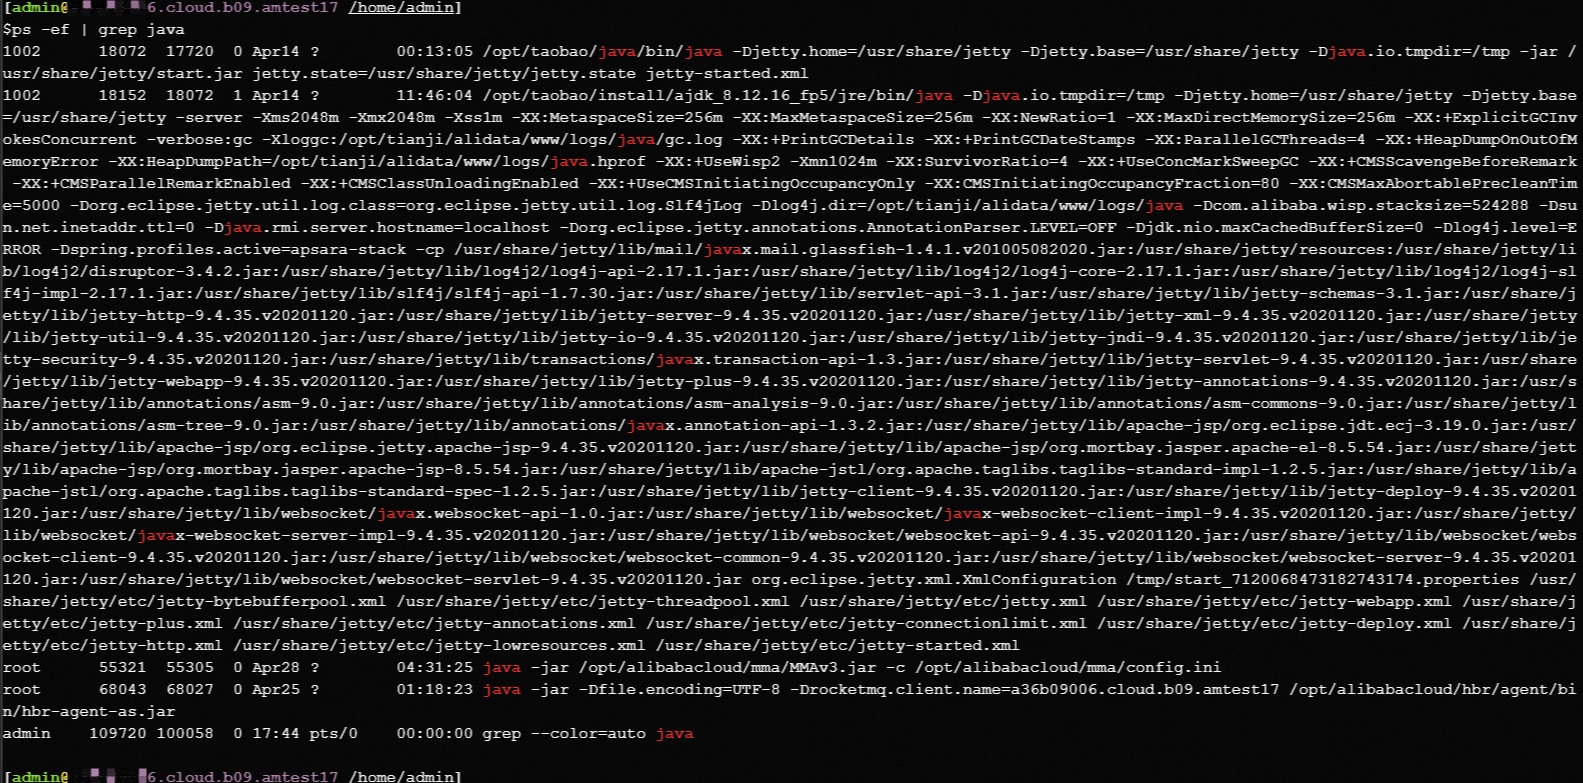 [admin@ 6.cloud.b09.amtest17 /home/admin]
$ps -ef | grep java
1002 18072 17720 0 Apr14 ? 00:13:05 /opt/taobao/java/bin/java -Djetty.home=/usr/share/jetty -Djetty.base=/usr/share/jetty -Djava.io.tmpdir=/tmp -jar /
usr/share/jetty/start.jar jetty.state=/usr/share/jetty/jetty.state jetty-started.xml
1002 18152 18072 1 Apr14 ? 11:46:04 /opt/taobao/install/ajdk_8.12.16_fp5/jre/bin/java -Djava.io.tmpdir=/tmp -Djetty.home=/usr/share/jetty -Djetty.base
=/usr/share/jetty -server -Xms2048m -Xmx2048m -Xss1m -XX:MetaspaceSize=256m -XX:MaxMetaspaceSize=256m -XX:NewRatio=1 -XX:MaxDirectMemorySize=256m -XX:+ExplicitGCInv
okesConcurrent -verbose:gc -Xloggc:/opt/tianji/alidata/www/logs/java/gc.log -XX:+PrintGCDetails -XX:+PrintGCDateStamps -XX:ParallelGCThreads=4 -XX:+HeapDumpOnOutOfM
emoryError -XX:HeapDumpPath=/opt/tianji/alidata/www/logs/java.hprof -XX:+UseWisp2 -Xmn1024m -XX:SurvivorRatio=4 -XX:+UseConcMarkSweepGC -XX:+CMSScavengeBeforeRemark
-XX:+CMSParallelRemarkEnabled -XX:+CMSClassUnloadingEnabled -XX:+UseCMSInitiatingOccupancyOnly -XX:CMSInitiatingOccupancyFraction=80 -XX:CMSMaxAbortablePrecleanTim
e=5000 -Dorg.eclipse.jetty.util.log.class=org.eclipse.jetty.util.log.Slf4jLog -Dlog4j.dir=/opt/tianji/alidata/www/logs/java -Dcom.alibaba.wisp.stacksize=524288 -Dsu
n.net.inetaddr.ttl=0 -Djava.rmi.server.hostname=localhost -Dorg.eclipse.jetty.annotations.AnnotationParser.LEVEL=OFF -Djdk.nio.maxCachedBufferSize=0 -Dlog4j.level=E
RROR -Dspring.profiles.active=apsara-stack -cp /usr/share/jetty/lib/mail/javax.mail.glassfish-1.4.1.v201005082020.jar:/usr/share/jetty/resources:/usr/share/jetty/li
b/log4j2/disruptor-3.4.2.jar:/usr/share/jetty/lib/log4j2/log4j-api-2.17.1.jar:/usr/share/jetty/lib/log4j2/log4j-core-2.17.1.jar:/usr/share/jetty/lib/log4j2/log4j-sl
f4j-impl-2.17.1.jar:/usr/share/jetty/lib/slf4j/slf4j-api-1.7.30.jar:/usr/share/jetty/lib/servlet-api-3.1.jar:/usr/share/jetty/lib/jetty-schemas-3.1.jar:/usr/share/j
etty/lib/jetty-http-9.4.35.v20201120.jar:/usr/share/jetty/lib/jetty-server-9.4.35.v20201120.jar:/usr/share/jetty/lib/jetty-xml-9.4.35.v20201120.jar:/usr/share/jetty
/lib/jetty-util-9.4.35.v20201120.jar:/usr/share/jetty/lib/jetty-io-9.4.35.v20201120.jar:/usr/share/jetty/lib/jetty-jndi-9.4.35.v20201120.jar:/usr/share/jetty/lib/je
tty-security-9.4.35.v20201120.jar:/usr/share/jetty/lib/transactions/javax.transaction-api-1.3.jar:/usr/share/jetty/lib/jetty-servlet-9.4.35.v20201120.jar:/usr/share
/jetty/lib/jetty-webapp-9.4.35.v20201120.jar:/usr/share/jetty/lib/jetty-plus-9.4.35.v20201120.jar:/usr/share/jetty/lib/jetty-annotations-9.4.35.v20201120.jar:/usr/s
hare/jetty/lib/annotations/asm-9.0.jar:/usr/share/jetty/lib/annotations/asm-analysis-9.0.jar:/usr/share/jetty/lib/annotations/asm-commons-9.0.jar:/usr/share/jetty/l
ib/annotations/asm-tree-9.0.jar:/usr/share/jetty/lib/annotations/javax.annotation-api-1.3.2.jar:/usr/share/jetty/lib/apache-jsp/org.eclipse.jdt.ecj-3.19.0.jar:/usr/
share/jetty/lib/apache-jsp/org.eclipse.jetty.apache-jsp-9.4.35.v20201120.jar:/usr/share/jetty/lib/apache-jsp/org.mortbay.jasper.apache-el-8.5.54.jar:/usr/share/jett
y/lib/apache-jsp/org.mortbay.jasper.apache-jsp-8.5.54.jar:/usr/share/jetty/lib/apache-jstl/org.apache.taglibs.taglibs-standard-impl-1.2.5.jar:/usr/share/jetty/lib/a
pache-jstl/org.apache.taglibs.taglibs-standard-spec-1.2.5.jar:/usr/share/jetty/lib/jetty-client-9.4.35.v20201120.jar:/usr/share/jetty/lib/jetty-deploy-9.4.35.v20201
120.jar:/usr/share/jetty/lib/websocket/javax.websocket-api-1.0.jar:/usr/share/jetty/lib/websocket/javax-websocket-client-impl-9.4.35.v20201120.jar:/usr/share/jetty/
lib/websocket/javax-websocket-server-impl-9.4.35.v20201120.jar:/usr/share/jetty/lib/websocket/websocket-api-9.4.35.v20201120.jar:/usr/share/jetty/lib/websocket/webs
ocket-client-9.4.35.v20201120.jar:/usr/share/jetty/lib/websocket/websocket-common-9.4.35.v20201120.jar:/usr/share/jetty/lib/websocket/websocket-server-9.4.35.v20201
120.jar:/usr/share/jetty/lib/websocket/websocket-servlet-9.4.35.v20201120.jar org.eclipse.jetty.xml.XmlConfiguration /tmp/start_7120068473182743174.properties /usr/
share/jetty/etc/jetty-bytebufferpool.xml /usr/share/jetty/etc/jetty-threadpool.xml /usr/share/jetty/etc/jetty.xml /usr/share/jetty/etc/jetty-webapp.xml /usr/share/j
etty/etc/jetty-plus.xml /usr/share/jetty/etc/jetty-annotations.xml /usr/share/jetty/etc/jetty-connectionlimit.xml /usr/share/jetty/etc/jetty-deploy.xml /usr/share/j
etty/etc/jetty-http.xml /usr/share/jetty/etc/jetty-lowresources.xml /usr/share/jetty/etc/jetty-started.xml
root 55321 55305 0 Apr28 ? 04:31:25 java -jar /opt/alibabacloud/mma/MMAv3.jar -c /opt/alibabacloud/mma/config.ini
root 68043 68027 0 Apr25 ? 01:18:23 java -jar -Dfile.encoding=UTF-8 -Drocketmq.client.name=a36b09006.cloud.b09.amtest17 /opt/alibabacloud/hbr/agent/bi
n/hbr-agent-as.jar
admin 109720 100058 0 17:44 pts/0 00:00:00 grep --color=auto java
[admin@ 6.cloud.b09.amtest17 /home/admin]